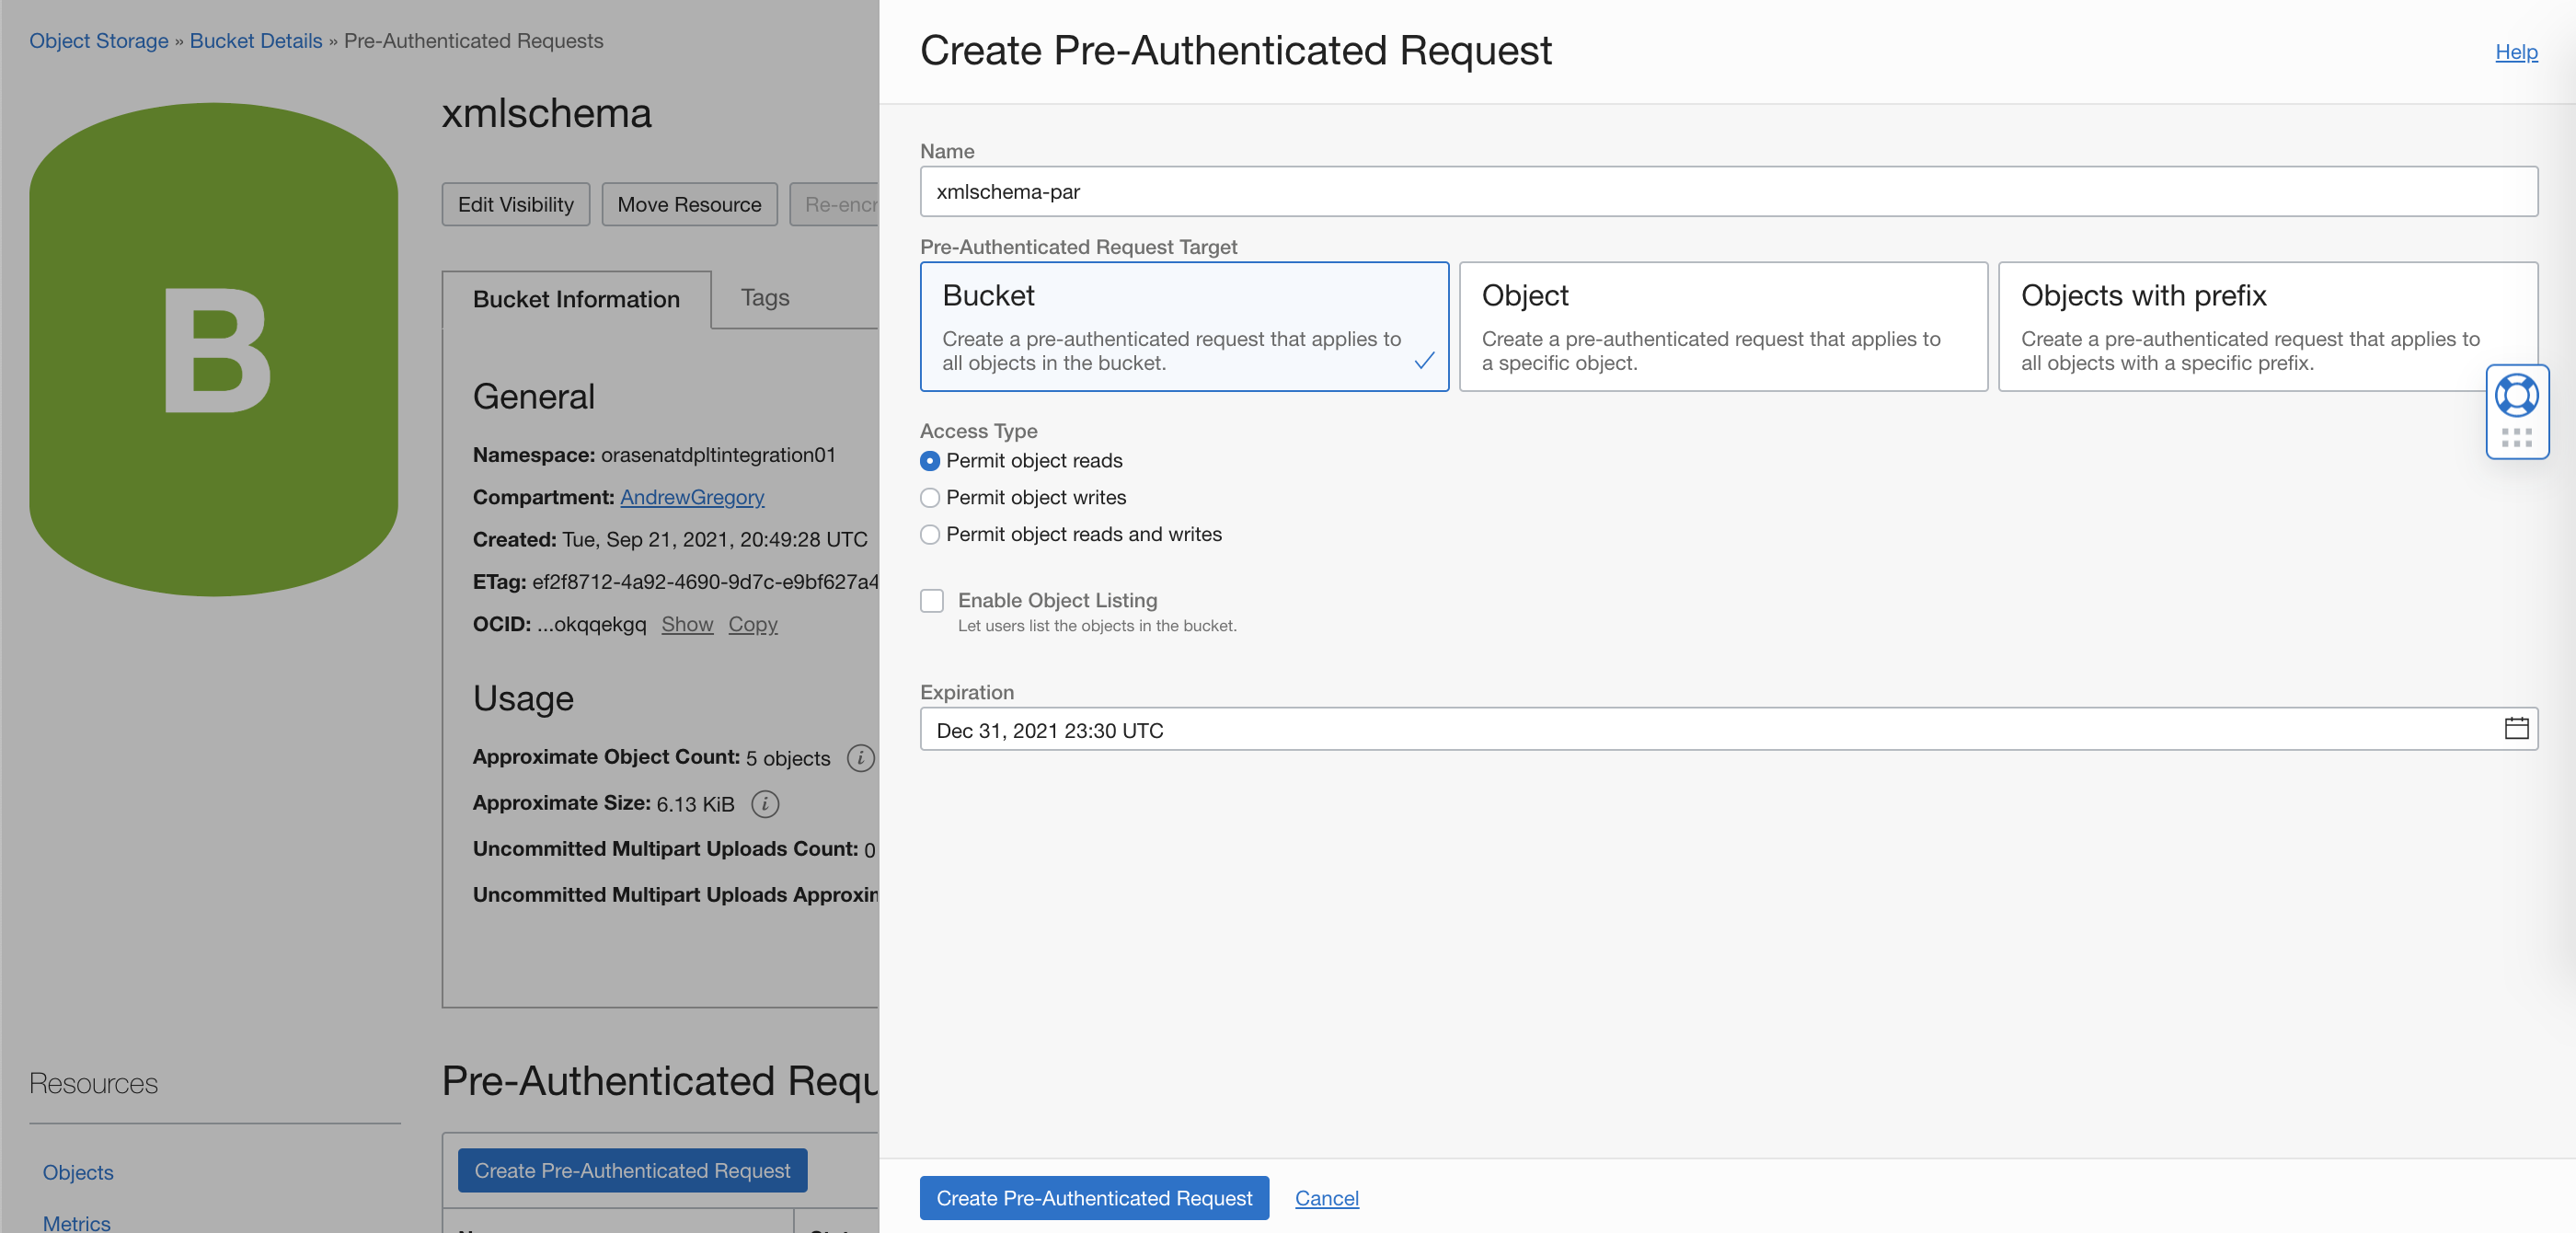 Object Storage » Bucket Details » Pre-Authenticated Requests
B
xmlschema
Edit Visibility
Move Resource
Bucket Information
Tags
General
Namespace: orasenatdpltintegration01
Compartment: AndrewGregory
Created: Tue, Sep 21, 2021, 20:49:28 UTC
ETag: ef2f8712-4a92-4690-9d7c-e9bf627a4
OCID: ...okqqekgq Show Copy
Usage
Approximate Object Count: 5 objects
Approximate Size: 6.13 KiB
Uncommitted Multipart Uploads Count: 0
Uncommitted Multipart Uploads
Resources
Objects
Metrics
Pre-Authenticated
Create Pre-Authenticated Request
Create Pre-Authenticated Request
Help
Name
xmlschema-par
Pre-Authenticated Request Target
Bucket
Create a pre-authenticated request that applies to
all objects in the bucket.
Object
Create a pre-authenticated request that applies to
a specific object.
Objects with prefix
Create a pre-authenticated request that applies to
all objects with a specific prefix.
Access Type
Permit object reads
Permit object writes
Permit object reads and writes
Enable Object Listing
Let users list the objects in the bucket.
Expiration
Dec 31, 2021 23:30 UTC
Create Pre-Authenticated Request
Cancel